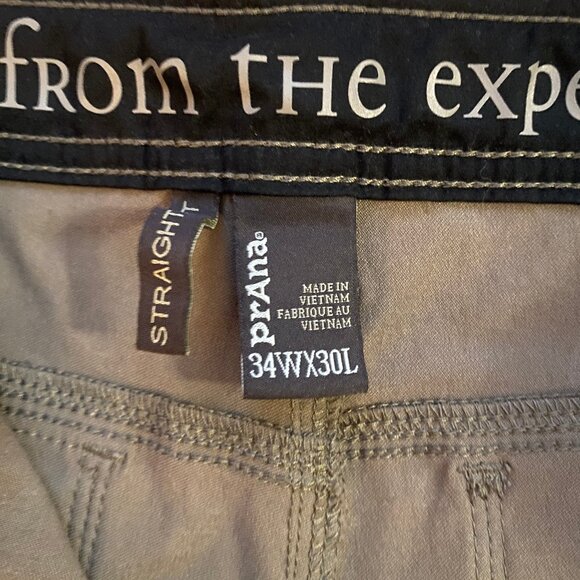 fROM tHE expe
STRAIGHT
T
prAna®
MADE IN
VIETNAM
FABRIQUE AU
VIETNAM
34WX30L